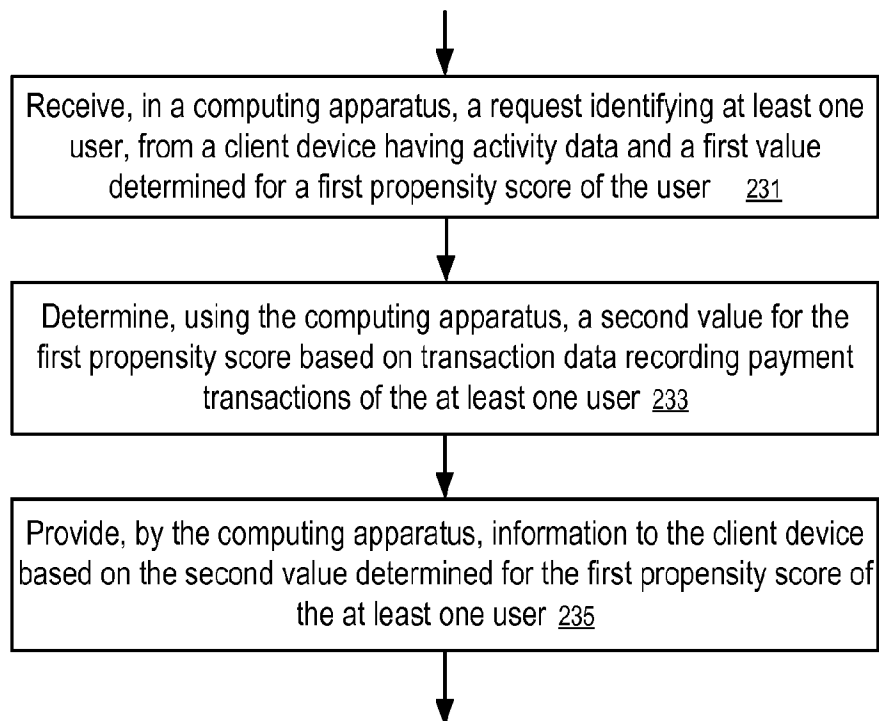 Receive, in a computing apparatus, a request identifying at least one
user, from a client device having activity data and a first value
determined for a first propensity score of the user 231
Determine, using the computing apparatus, a second value for the
first propensity score based on transaction data recording payment
transactions of the at least one user 233
Provide, by the computing apparatus, information to the client device
based on the second value determined for the first propensity score of
the at least one user 235